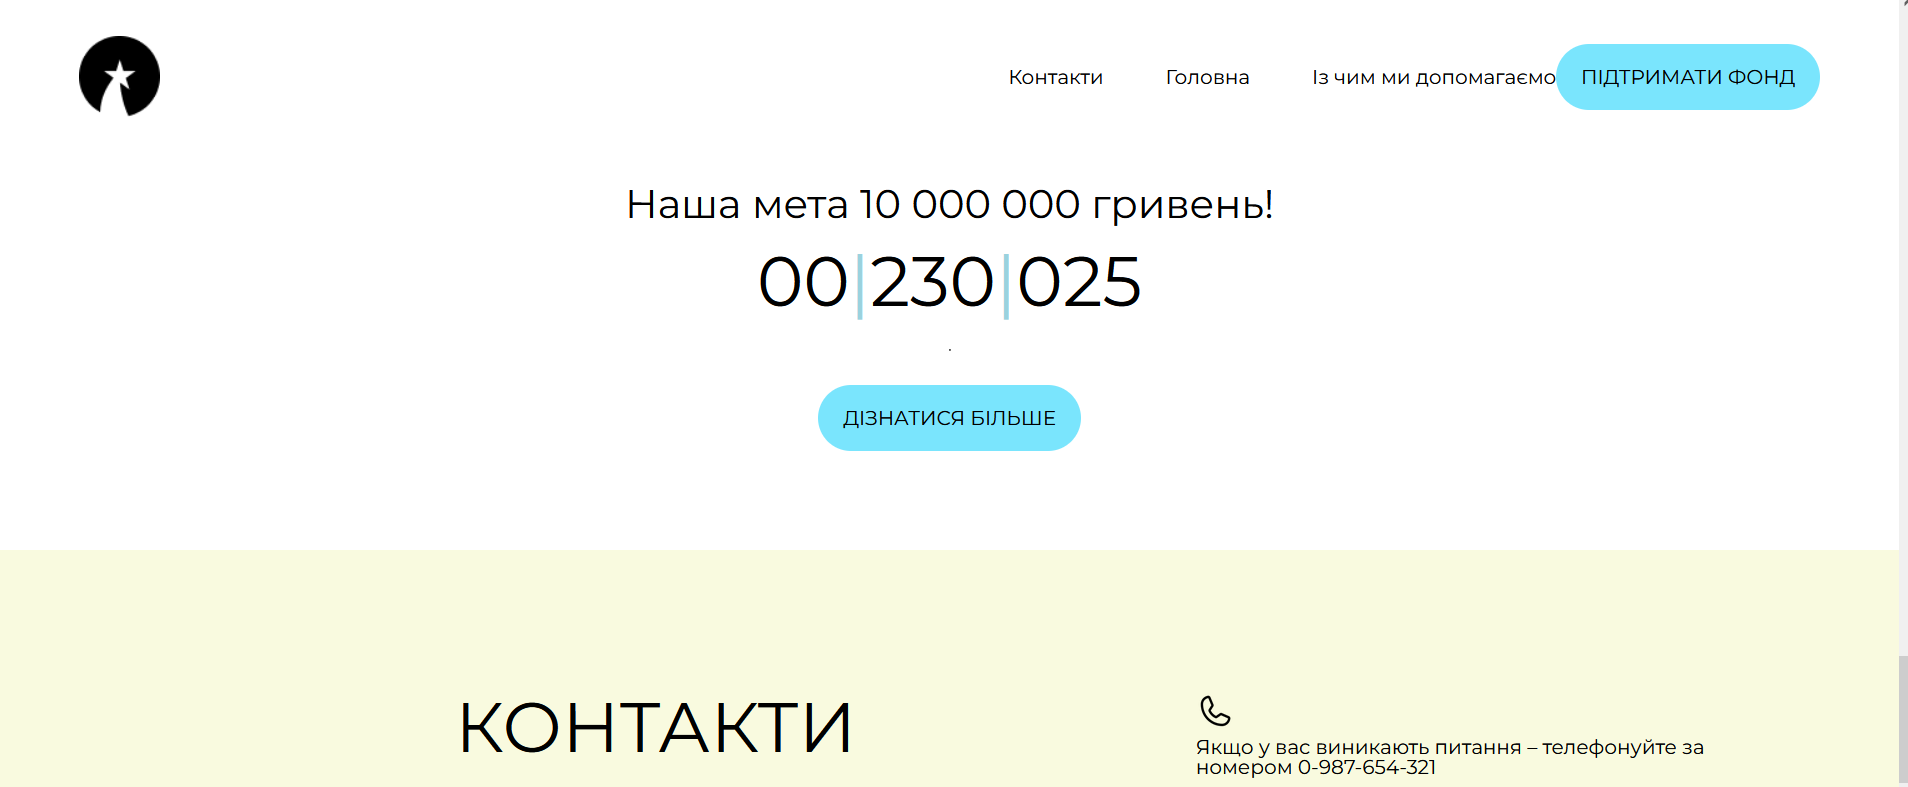 Контакти Головна Із чим ми допомагаємо ПІДТРИМАТИ ФОНД
Наша мета 10 000 000 гривень!
00|230|025
.
ДІЗНАТИСЯ БІЛЬШЕ
КОНТАКТИ
Якщо у вас виникають питання – телефонуйте за
номером 0-987-654-321